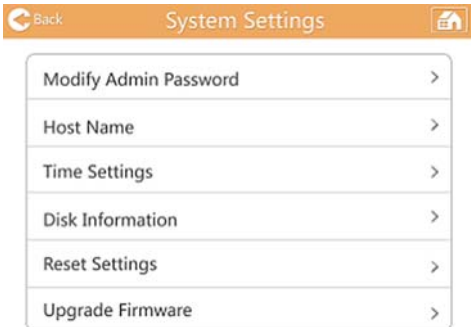 Back System Settings
Modify Admin Password
Host Name
Time Settings
Disk Information
Reset Settings
Upgrade Firmware